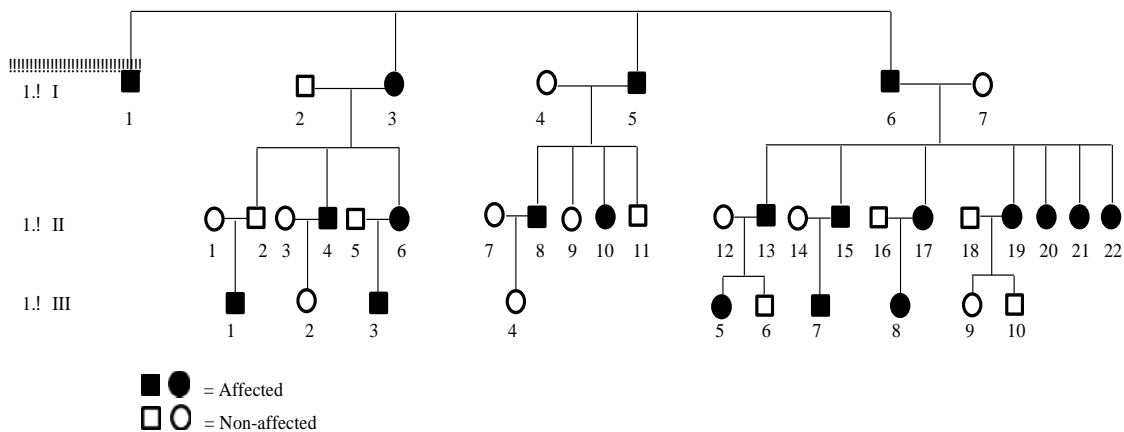 !!!!!!!!!!!!!!!!!!!!!!!!!!
1.! I
1 2 3 4 5 6 7
1.! II
1 2 3 4 5 6 7 8 9 10 11 12 13 14 15 16 17 18 19 20 21 22
1.! III
1 2 3 4 5 6 7 8 9 10
= Affected
= Non-affected